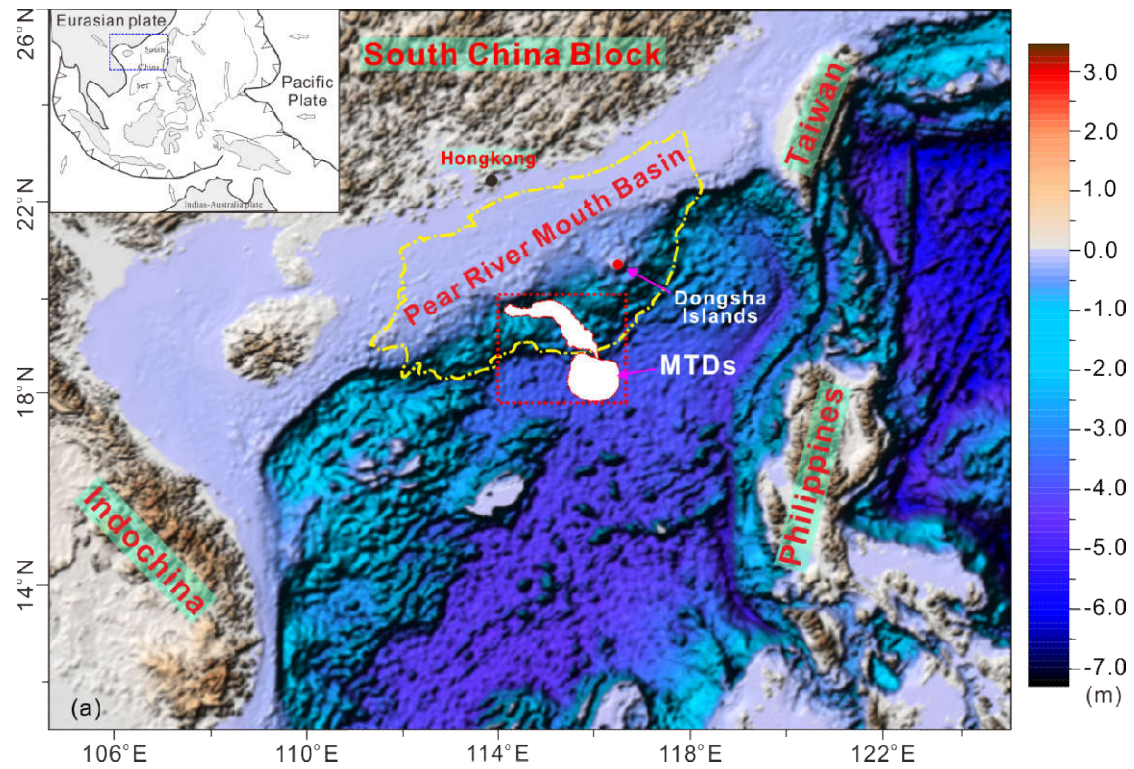 Eurasian plate
South
China
Ser
Pacific
Plate
Indian-Australia plate
South China Block
Taiwan
Hongkong
Pear River Mouth Basin
Dongsha
Islands
MTDs
Philippines
Indochina
(a)
26°N
22°N
18°N
14°N
106°E
110°E
114°E
118°E
122°E
3.0
2.0
1.0
0.0
-1.0
-2.0
-3.0
-4.0
-5.0
-6.0
-7.0
(m)